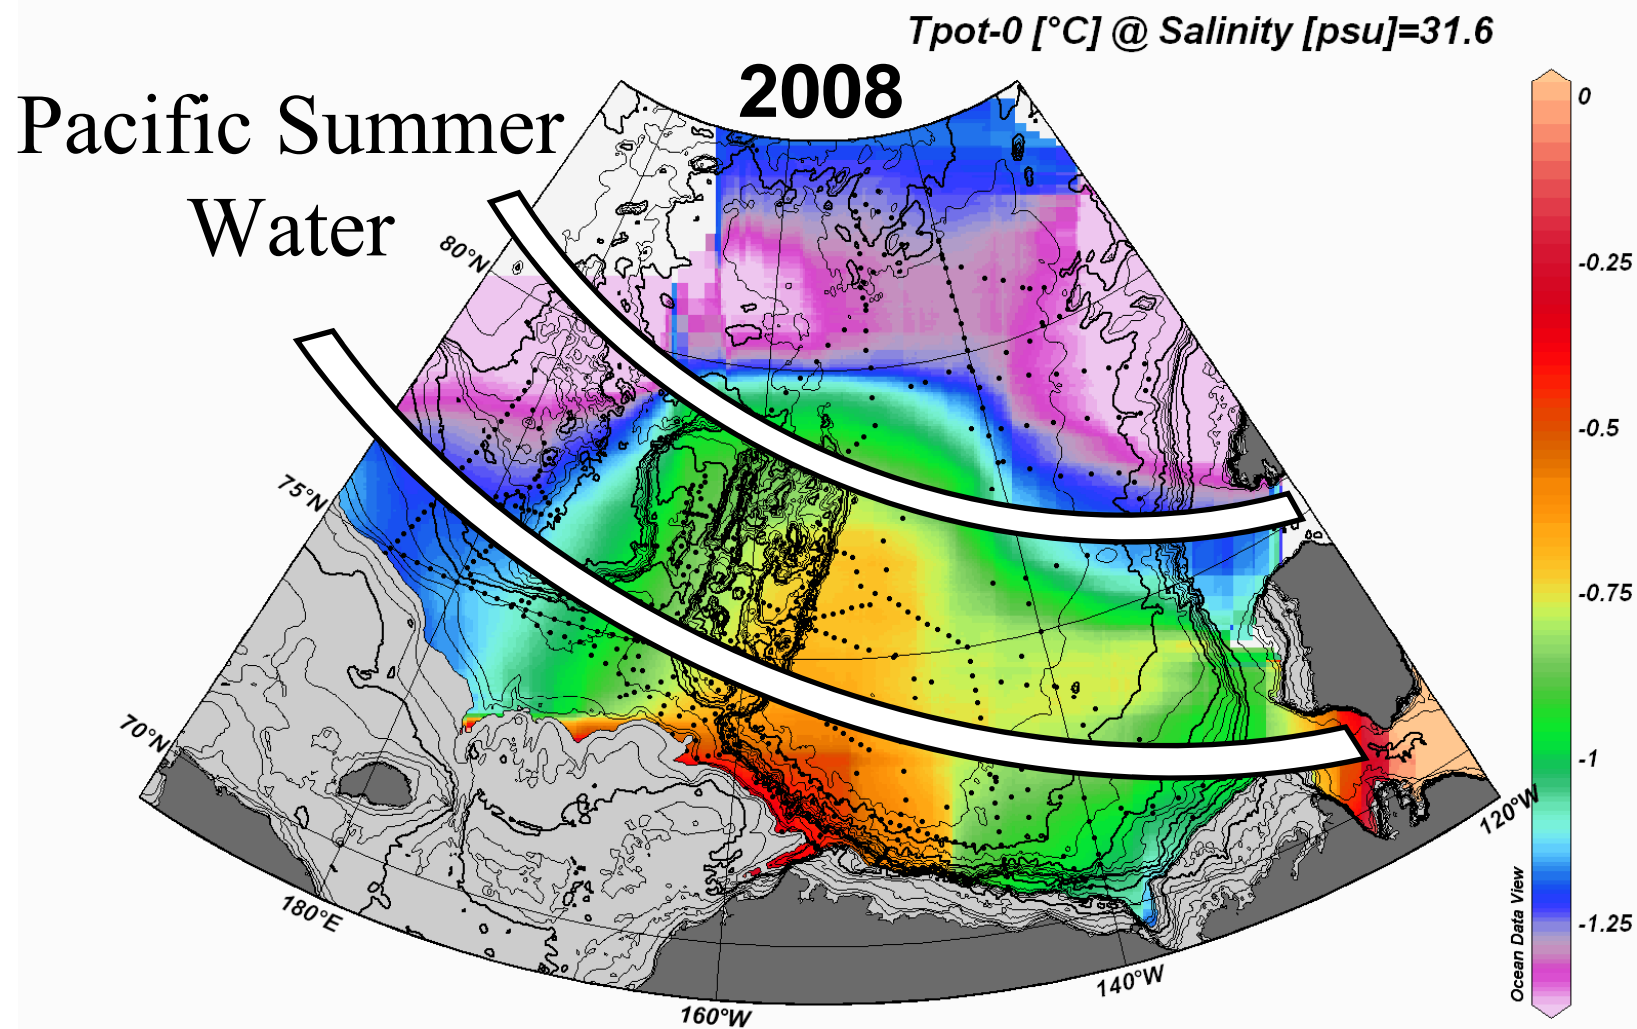 Tpot-0 [°C] @ Salinity [psu]=31.6
2008
Pacific Summer
Water
80°N
75°N
70°N
180°E
160°W
140°W
120°W
0
-0.25
-0.5
-0.75
-1
-1.25
Ocean Data View